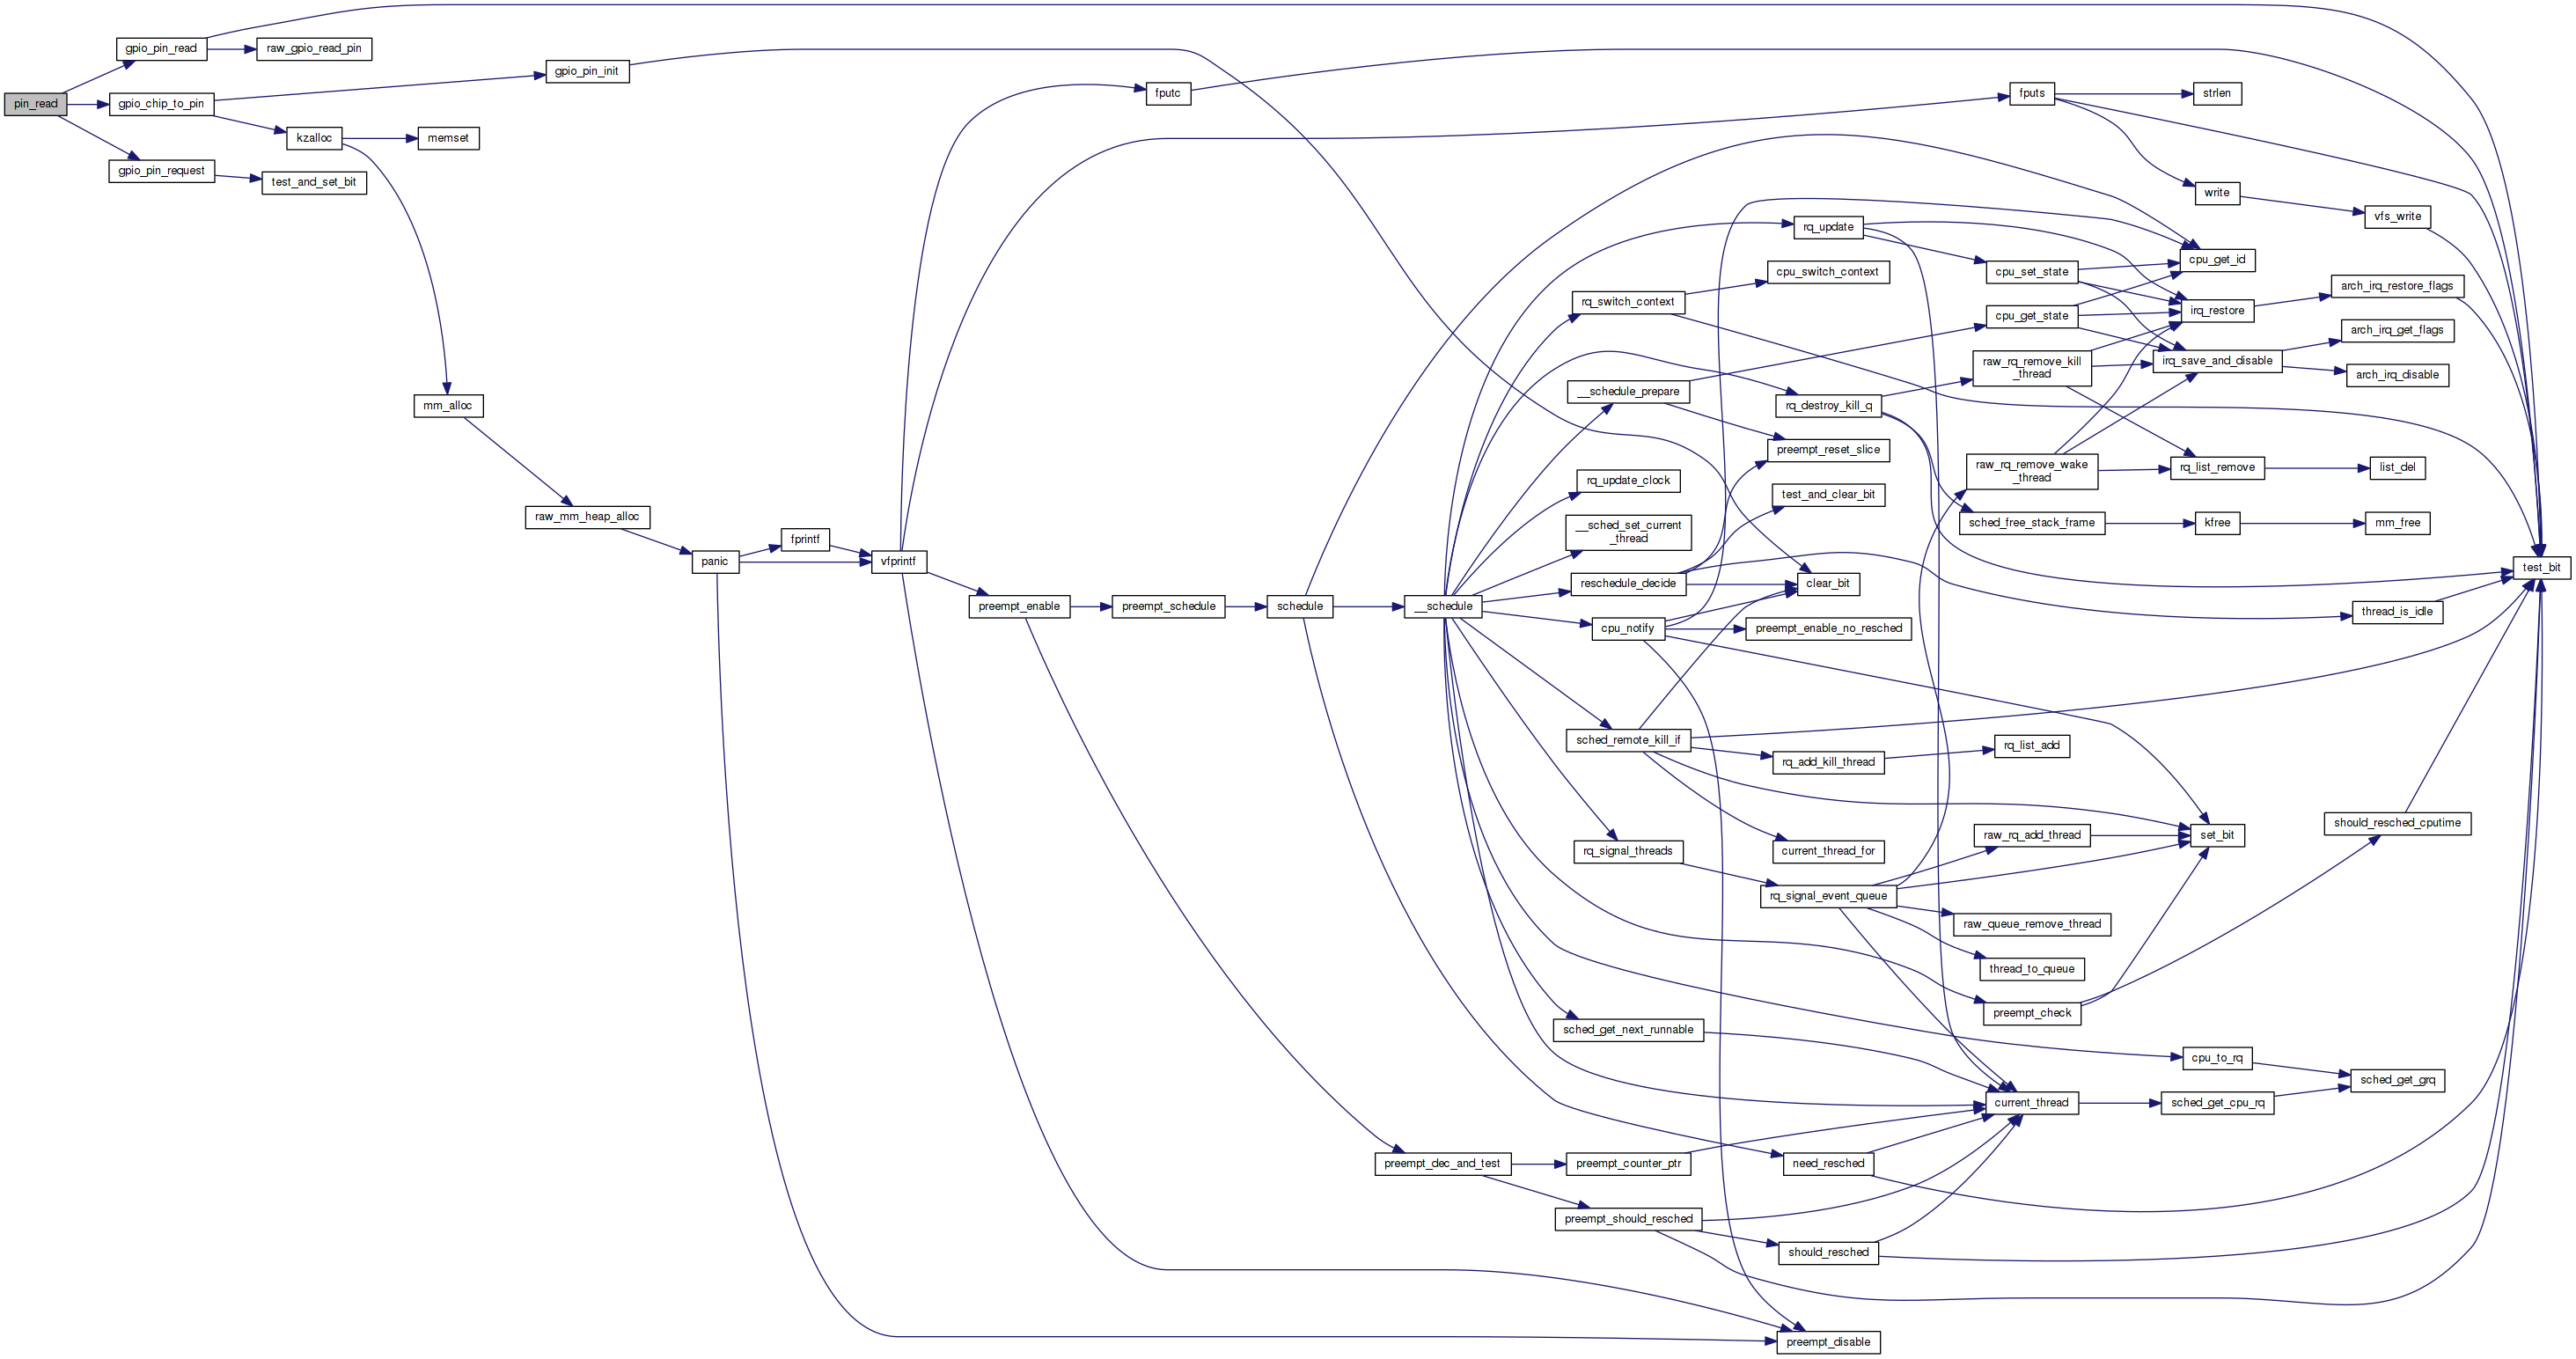 pin_read
gpio_pin_read
raw_gpio_read_pin
gpio_chip_to_pin
gpio_pin_init
kzalloc
memset
gpio_pin_request
test_and_set_bit
mm_alloc
raw_mm_heap_alloc
panic
fprintf
vfprintf
fputc
fputs
strlen
write
vfs_write
preempt_enable
preempt_schedule
schedule
__schedule
rq_update
cpu_switch_context
rq_switch_context
__schedule_prepare
rq_destroy_kill_q
preempt_reset_slice
rq_update_clock
test_and_clear_bit
__sched_set_current
_thread
reschedule_decide
clear_bit
cpu_notify
preempt_enable_no_resched
sched_remote_kill_if
rq_add_kill_thread
rq_list_add
current_thread_for
rq_signal_threads
rq_signal_event_queue
raw_rq_add_thread
raw_queue_remove_thread
thread_to_queue
preempt_check
sched_get_next_runnable
cpu_set_state
cpu_get_state
raw_rq_remove_kill
_thread
raw_rq_remove_wake
_thread
sched_free_stack_frame
kfree
mm_free
cpu_get_id
irq_restore
irq_save_and_disable
arch_irq_restore_flags
arch_irq_get_flags
arch_irq_disable
rq_list_remove
list_del
test_bit
thread_is_idle
should_resched_cputime
set_bit
cpu_to_rq
sched_get_grq
current_thread
sched_get_cpu_rq
preempt_dec_and_test
preempt_counter_ptr
need_resched
preempt_should_resched
should_resched
preempt_disable